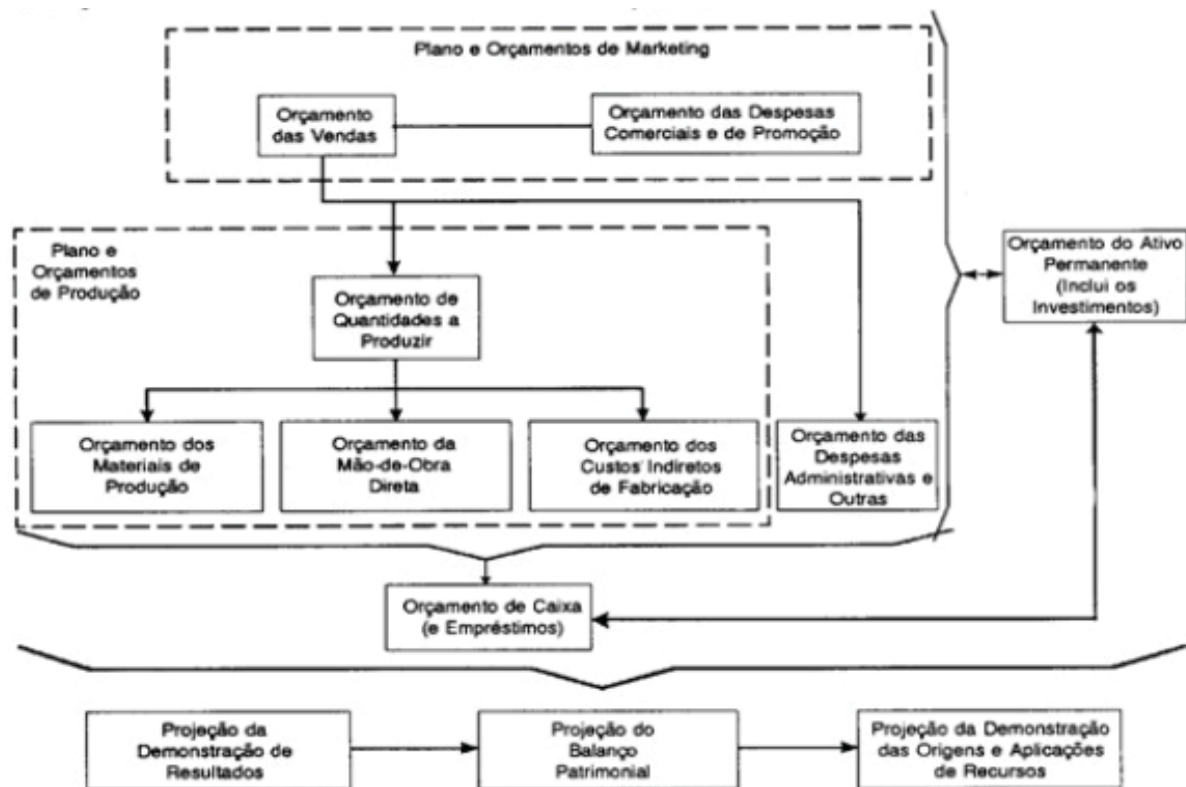 Plano e Orçamentos de Marketing
Orçamento
das Vendas
Orçamento das Despesas
Comerciais e de Promoção
Plano e
Orçamentos
de Produção
Orçamento de
Quantidades a
Produzir
Orçamento do Ativo
Permanente
(Inclui os
Investimentos)
Orçamento dos
Materiais de
Produção
Orçamento da
Mão-de-Obra
Direta
Orçamento dos
Custos Indiretos
de Fabricação
Orçamento das
Despesas
Administrativas e
Outras
Orçamento de Caixa
(e Empréstimos)
Projeção da
Demonstração de
Resultados
Projeção do
Balanço
Patrimonial
Projeção da Demonstração
das Origens e Aplicações
de Recursos